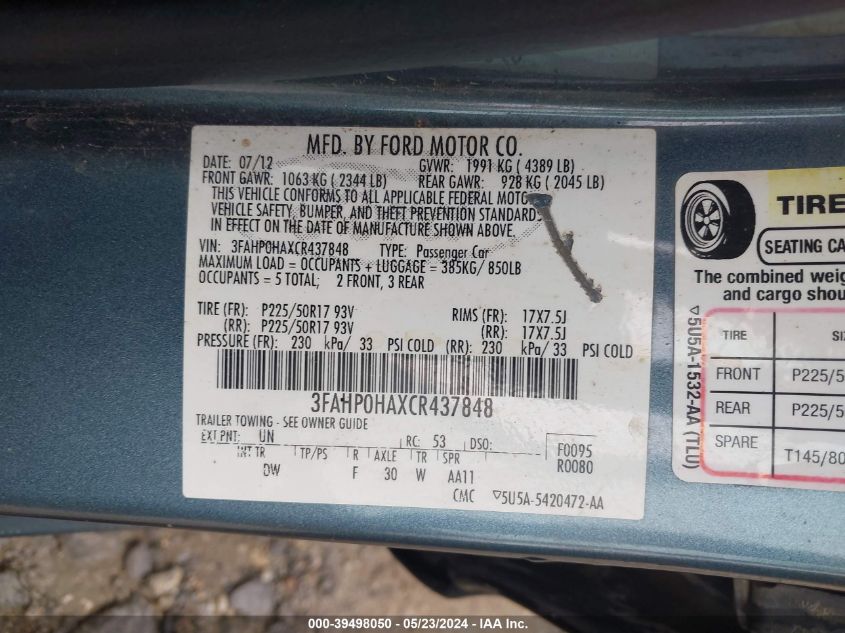 MFD. BY FORD MOTOR CO.
DATE: 07/12 GVWR: 1991 KG ( 4389 LB)
FRONT GAWR: 1063 KG ( 2344 LB) REAR GAWR: 928 KG ( 2045 LB)
THIS VEHICLE CONFORMS TO ALL APPLICABLE FEDERAL MOTO
VEHICLE SAFETY, BUMPER, AND THEFT PREVENTION STANDARDS
IN EFFECT ON THE DATE OF MANUFACTURE SHOWN ABOVE.
VIN: 3FAHP0HAXCR437848 TYPE: Passenger Car
MAXIMUM LOAD = OCCUPANTS + LUGGAGE = 385KG/ 850LB
OCCUPANTS = 5 TOTAL; 2 FRONT, 3 REAR
TIRE (FR): P225/50R17 93V RIMS (FR): 17X7.5J
(RR): P225/50R17 93V (RR): 17X7.5J
PRESSURE (FR): 230 kPa/ 33 PSI COLD (RR): 230 kPa/ 33 PSI COLD
3FAHP0HAXCR437848
TRAILER TOWING - SEE OWNER GUIDE
EXT PNT: UN RC: 53 DSO: F0095
R0080
INT TR TP/PS R AXLE TR SPR
DW F 30 W AA11
CMC ▽5U5A-5420472-AA
TIRE
SEATING CA
The combined weig
and cargo shou
▽5U5A-1532-AA (TLU)
TIRE SI
FRONT P225/5
REAR P225/5
SPARE T145/80
000-39498050 - 05/23/2024 - IAA Inc.